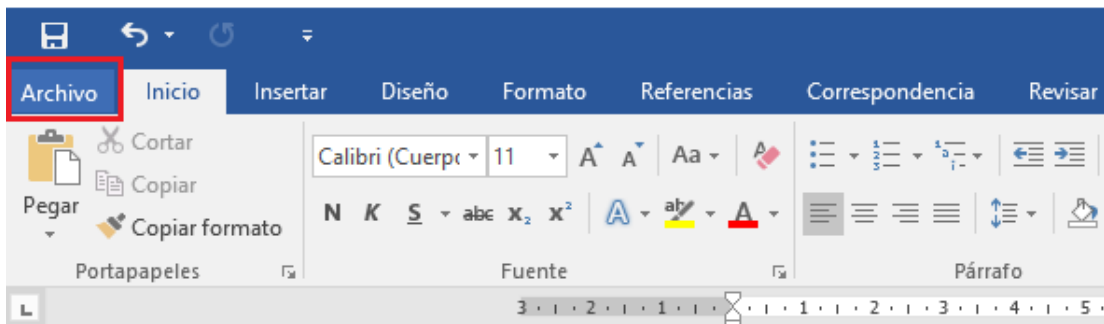 Archivo Inicio Insertar Diseño Formato Referencias Correspondencia Revisar
Cortar
Copiar
Pegar
Copiar formato
Portapapeles
Calibri (Cuerpo 11 A A Aa
N K S abc X₂ X² A ab A
Fuente
Párrafo
L 3 2 1 1 2 3 4 5